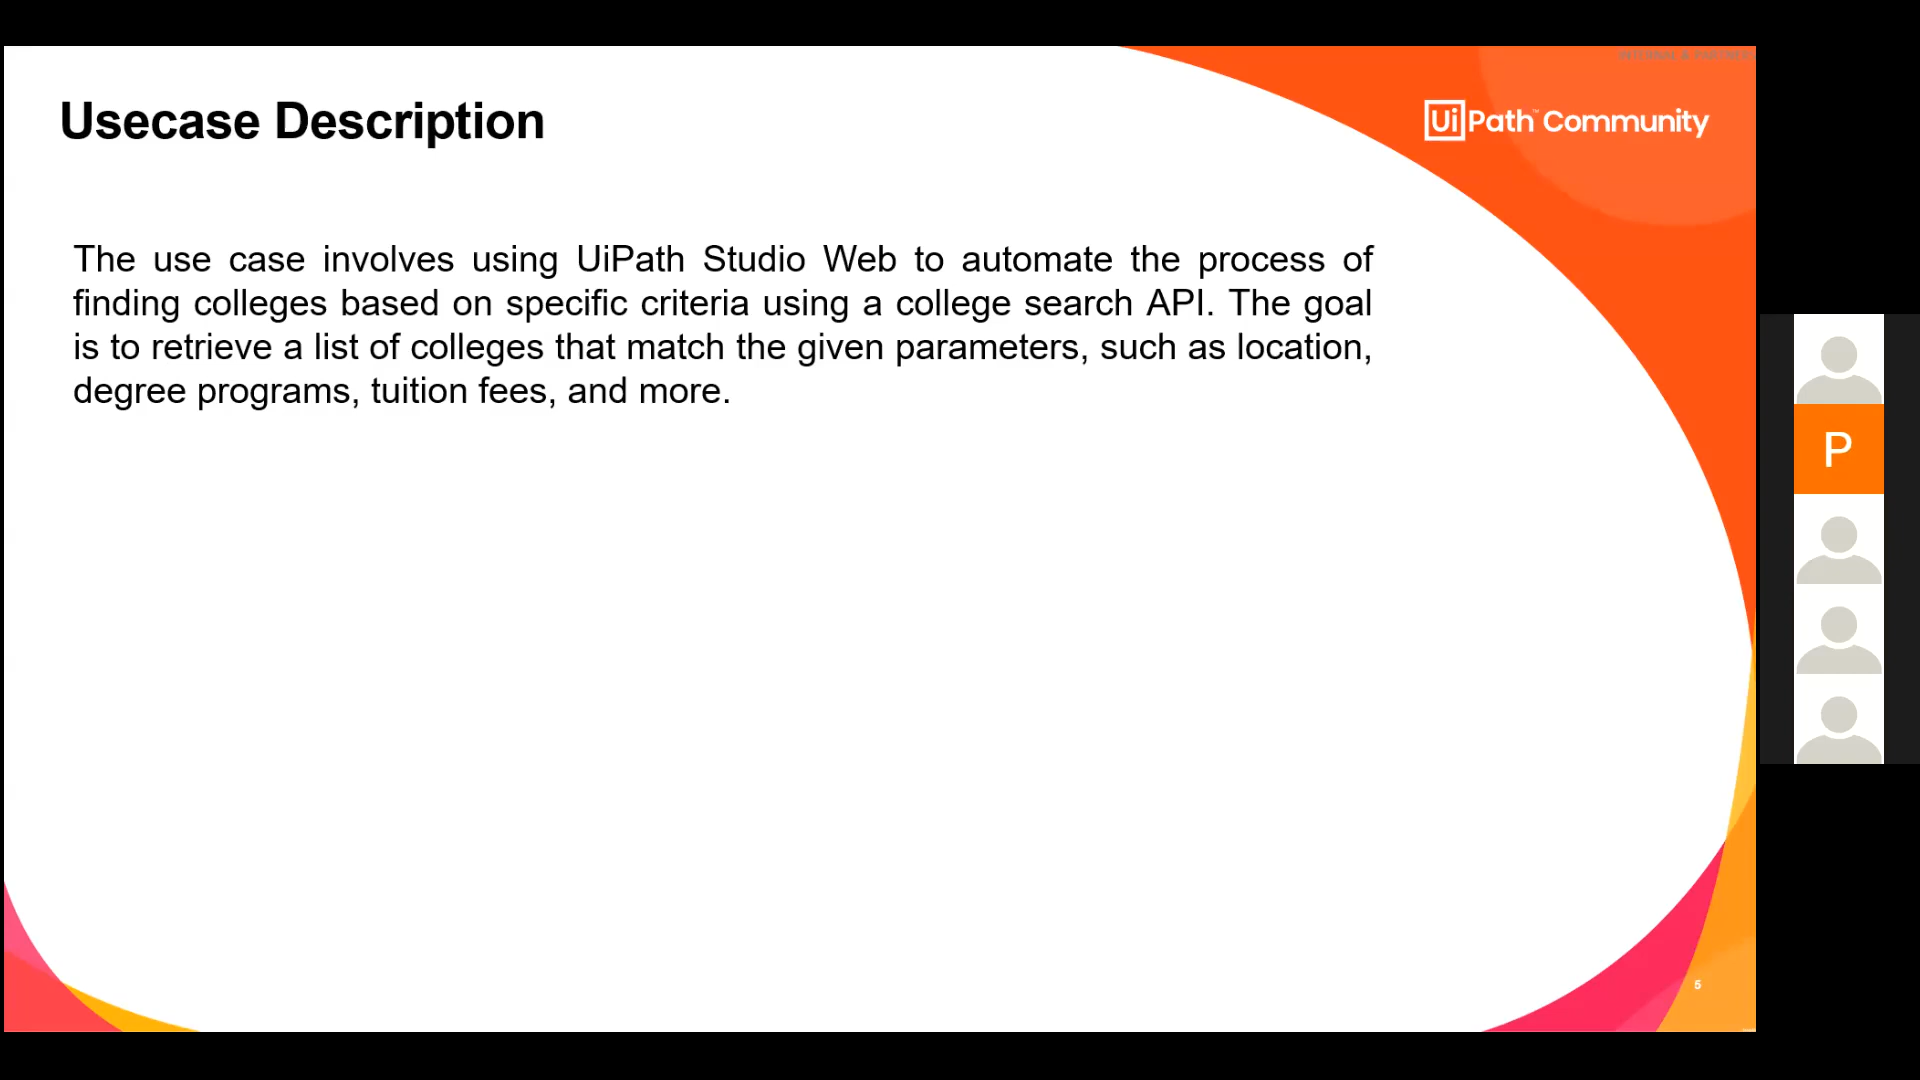 Usecase Description
UiPath™ Community
The use case involves using UiPath Studio Web to automate the process of
finding colleges based on specific criteria using a college search API. The goal
is to retrieve a list of colleges that match the given parameters, such as location,
degree programs, tuition fees, and more.
P
5